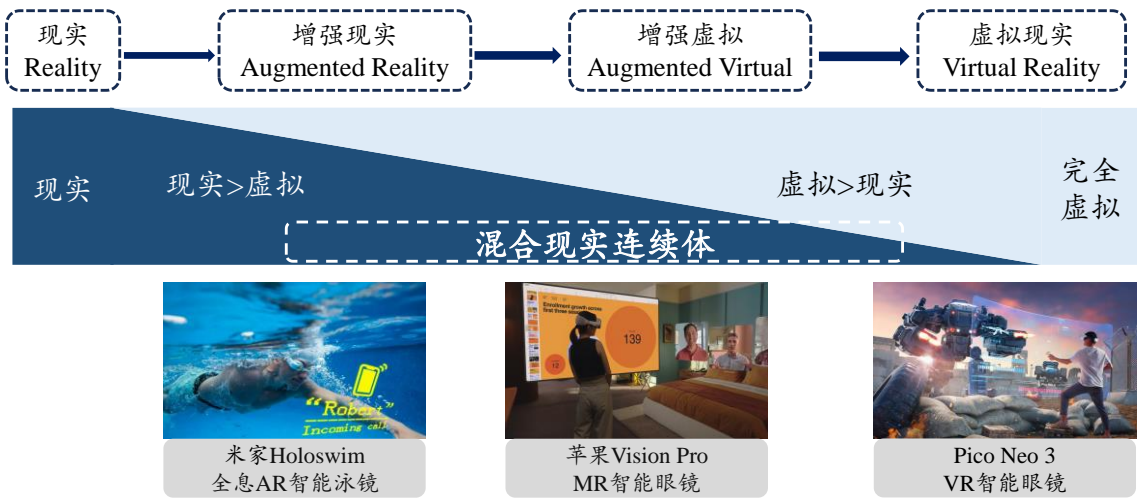 现实
Reality
增强现实
Augmented Reality
增强虚拟
Augmented Virtual
虚拟现实
Virtual Reality
现实
现实>虚拟
虚拟>现实
完全
虚拟
混合现实连续体
“Robert”
Incoming call
Enrollment growth across
139
12
米家Holoswim
全息AR智能泳镜
苹果Vision Pro
MR智能眼镜
Pico Neo 3
VR智能眼镜